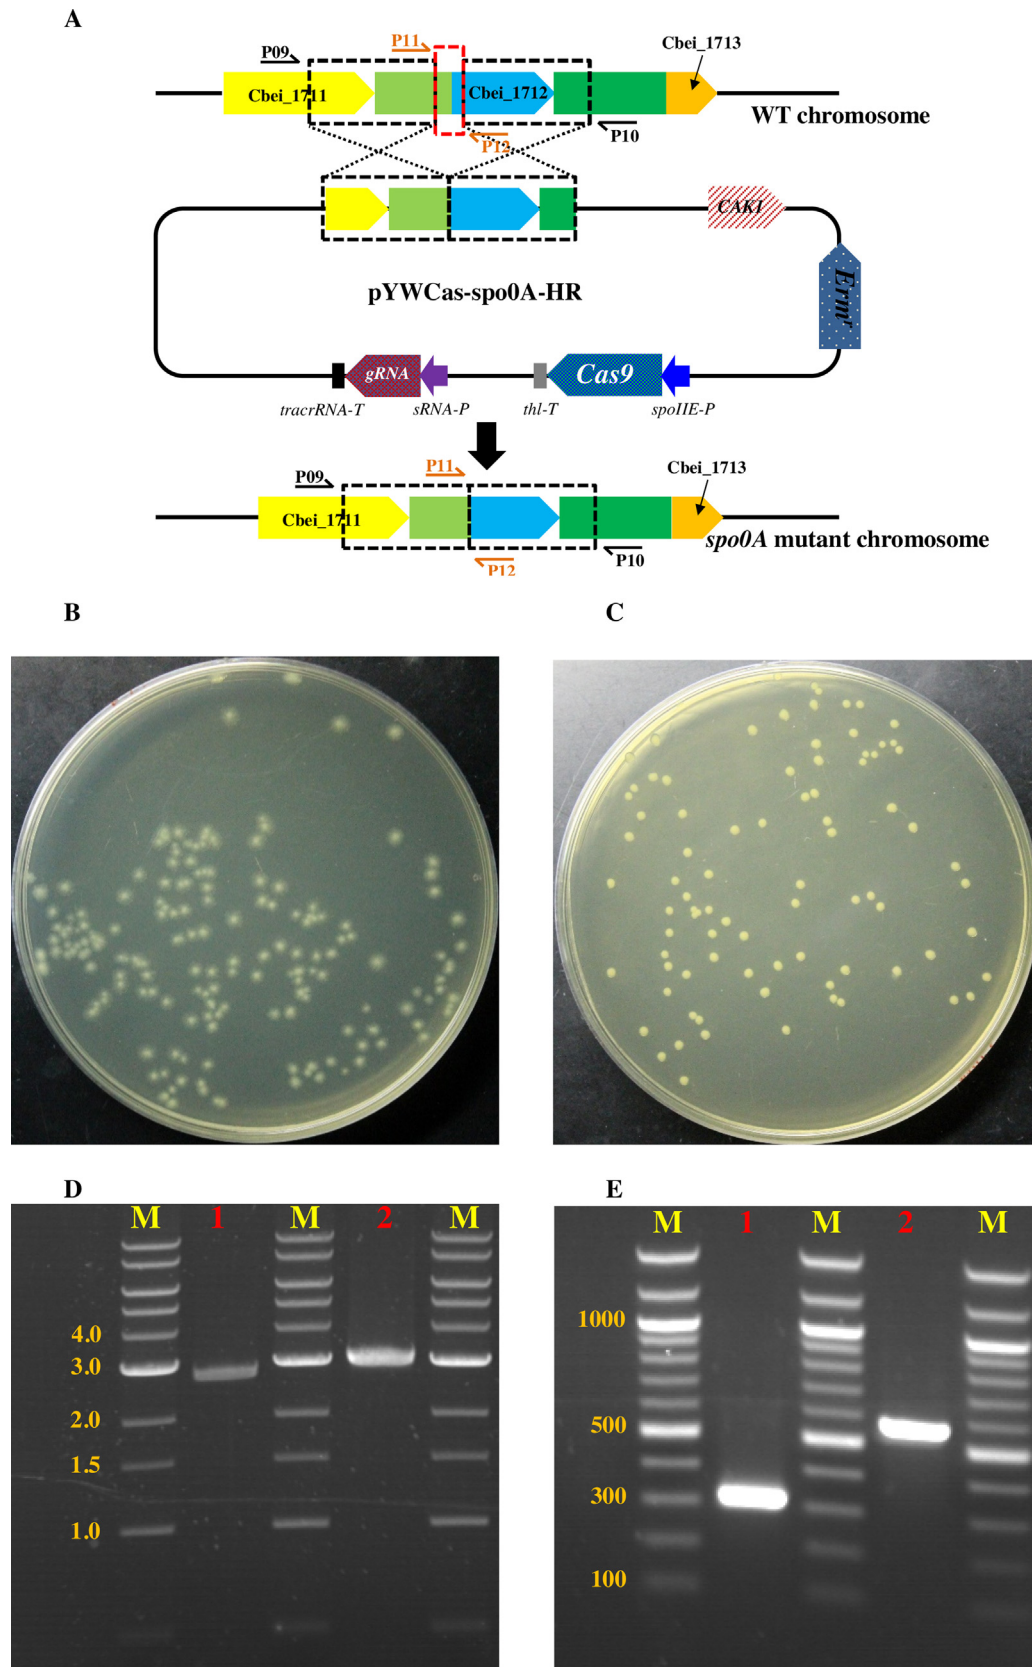 A
P09
P11
Cbei_1713
Cbei_1711
Cbei_1712
P12
P10
WT chromosome
CAKI
Ermʳ
pYWCas-spo0A-HR
gRNA
Cas9
tracrRNA-T
sRNA-P
thl-T
spoIIE-P
P09
P11
Cbei_1713
Cbei_1711
P12
P10
spo0A mutant chromosome
B
C
D
M 1 M 2 M
4.0
3.0
2.0
1.5
1.0
E
M 1 M 2 M
1000
500
300
100